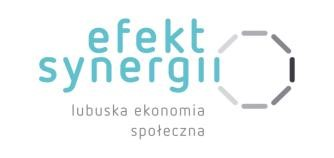 efekt
synergii
lubuska ekonomia
społeczna